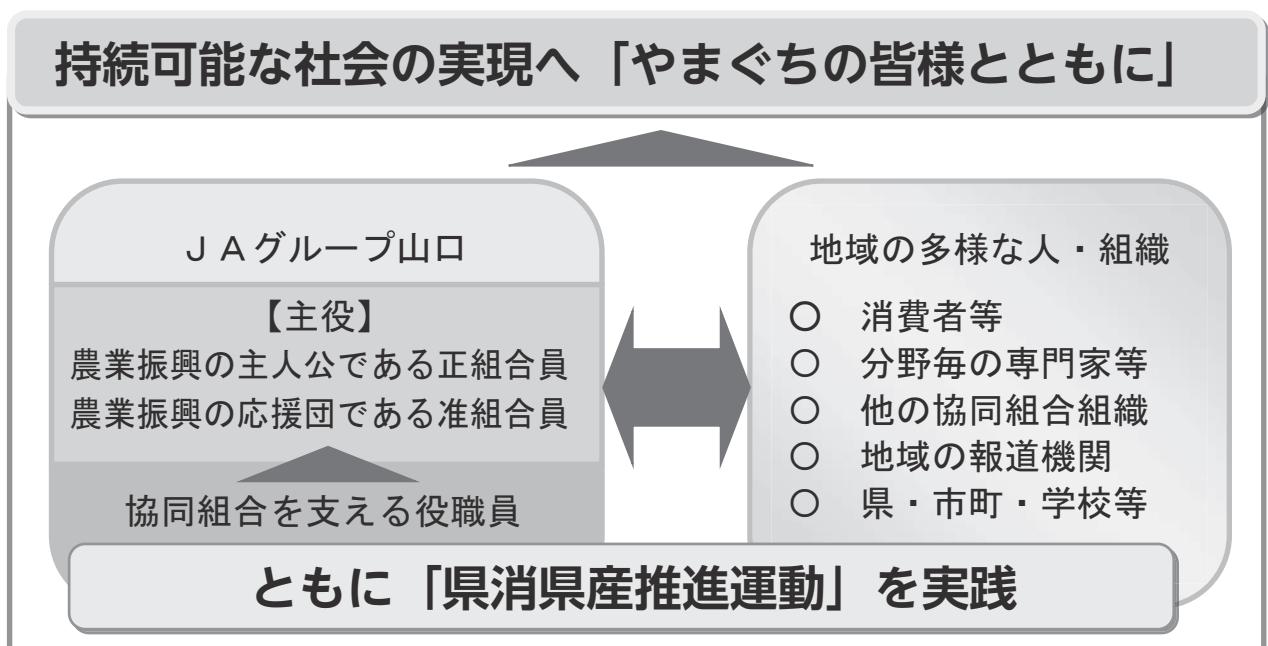 持続可能な社会の実現へ「やまぐちの皆様とともに」
ＪＡグループ山口
【主役】
農業振興の主人公である正組合員
農業振興の応援団である准組合員
協同組合を支える役職員
地域の多様な人・組織
○　消費者等
○　分野毎の専門家等
○　他の協同組合組織
○　地域の報道機関
○　県・市町・学校等
ともに「県消県産推進運動」を実践